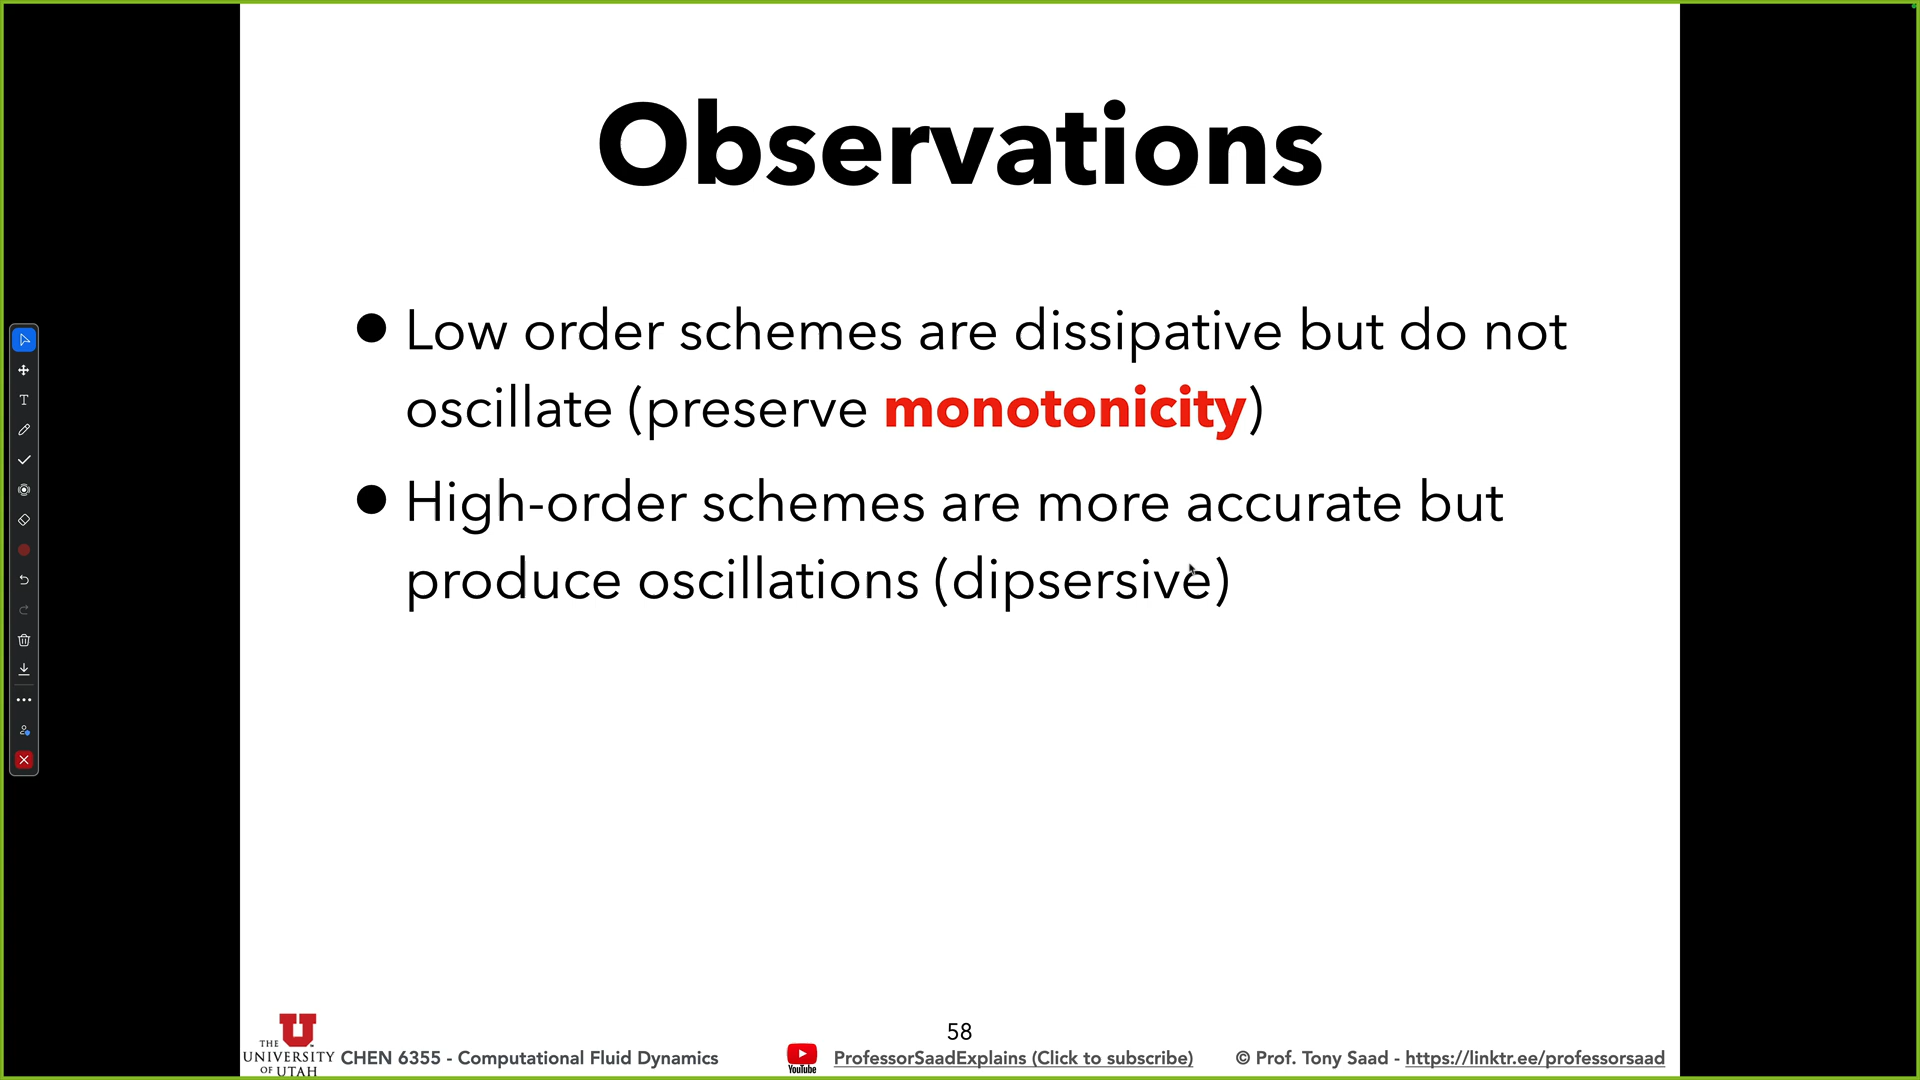 Observations
• Low order schemes are dissipative but do not
oscillate (preserve monotonicity)
• High-order schemes are more accurate but
produce oscillations (dipsersive)
58
THE
UNIVERSITY
OF UTAH
CHEN 6355 - Computational Fluid Dynamics
YouTube
ProfessorSaadExplains (Click to subscribe)
© Prof. Tony Saad - https://linktr.ee/professorsaad